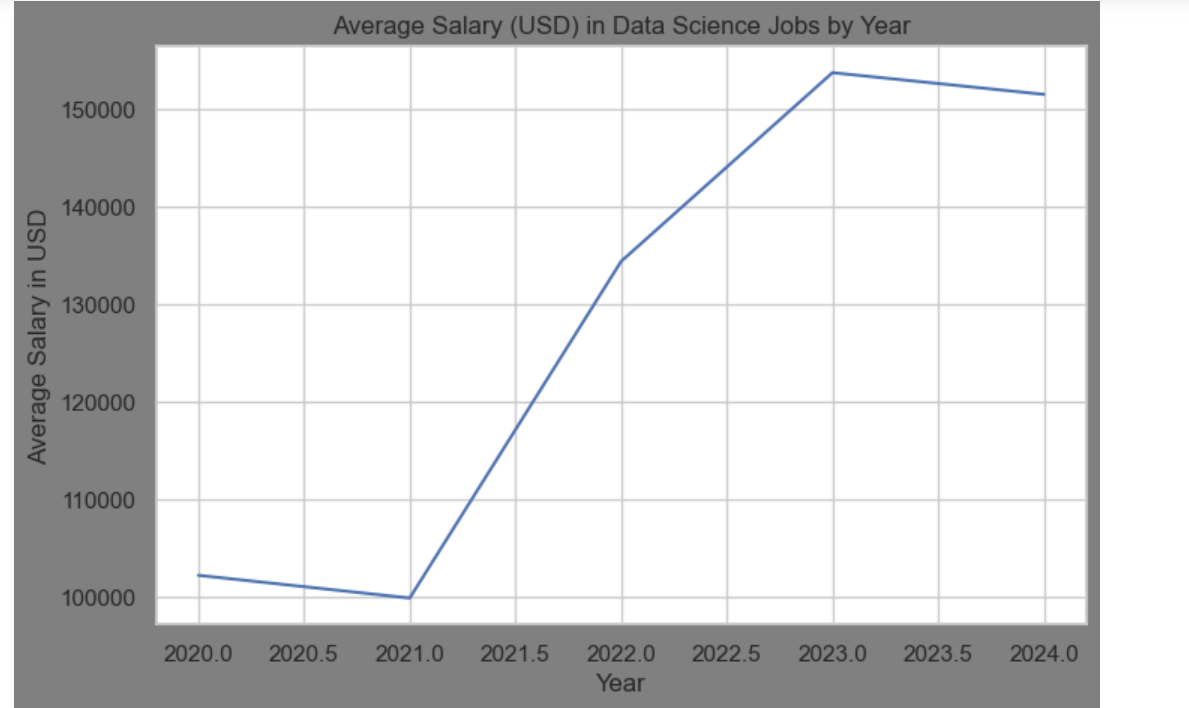 Average Salary (USD) in Data Science Jobs by Year
Average Salary in USD
150000
140000
130000
120000
110000
100000
2020.0 2020.5 2021.0 2021.5 2022.0 2022.5 2023.0 2023.5 2024.0
Year